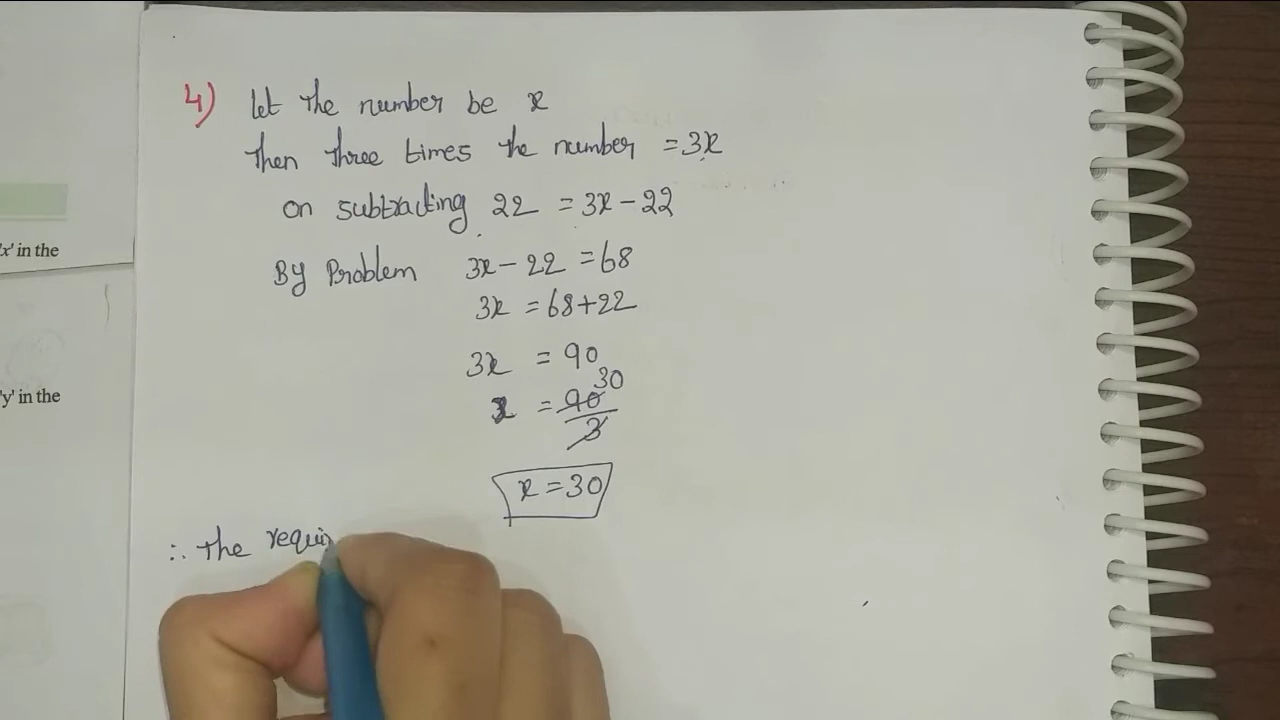 4) let the number be x
then three times the number = 3x
on subtracting 22 = 3x - 22
By Problem 3x - 22 = 68
3x = 68 + 22
3x = 90
30
x = 90
3
x = 30
∴ The requi
'x' in the
'y' in the